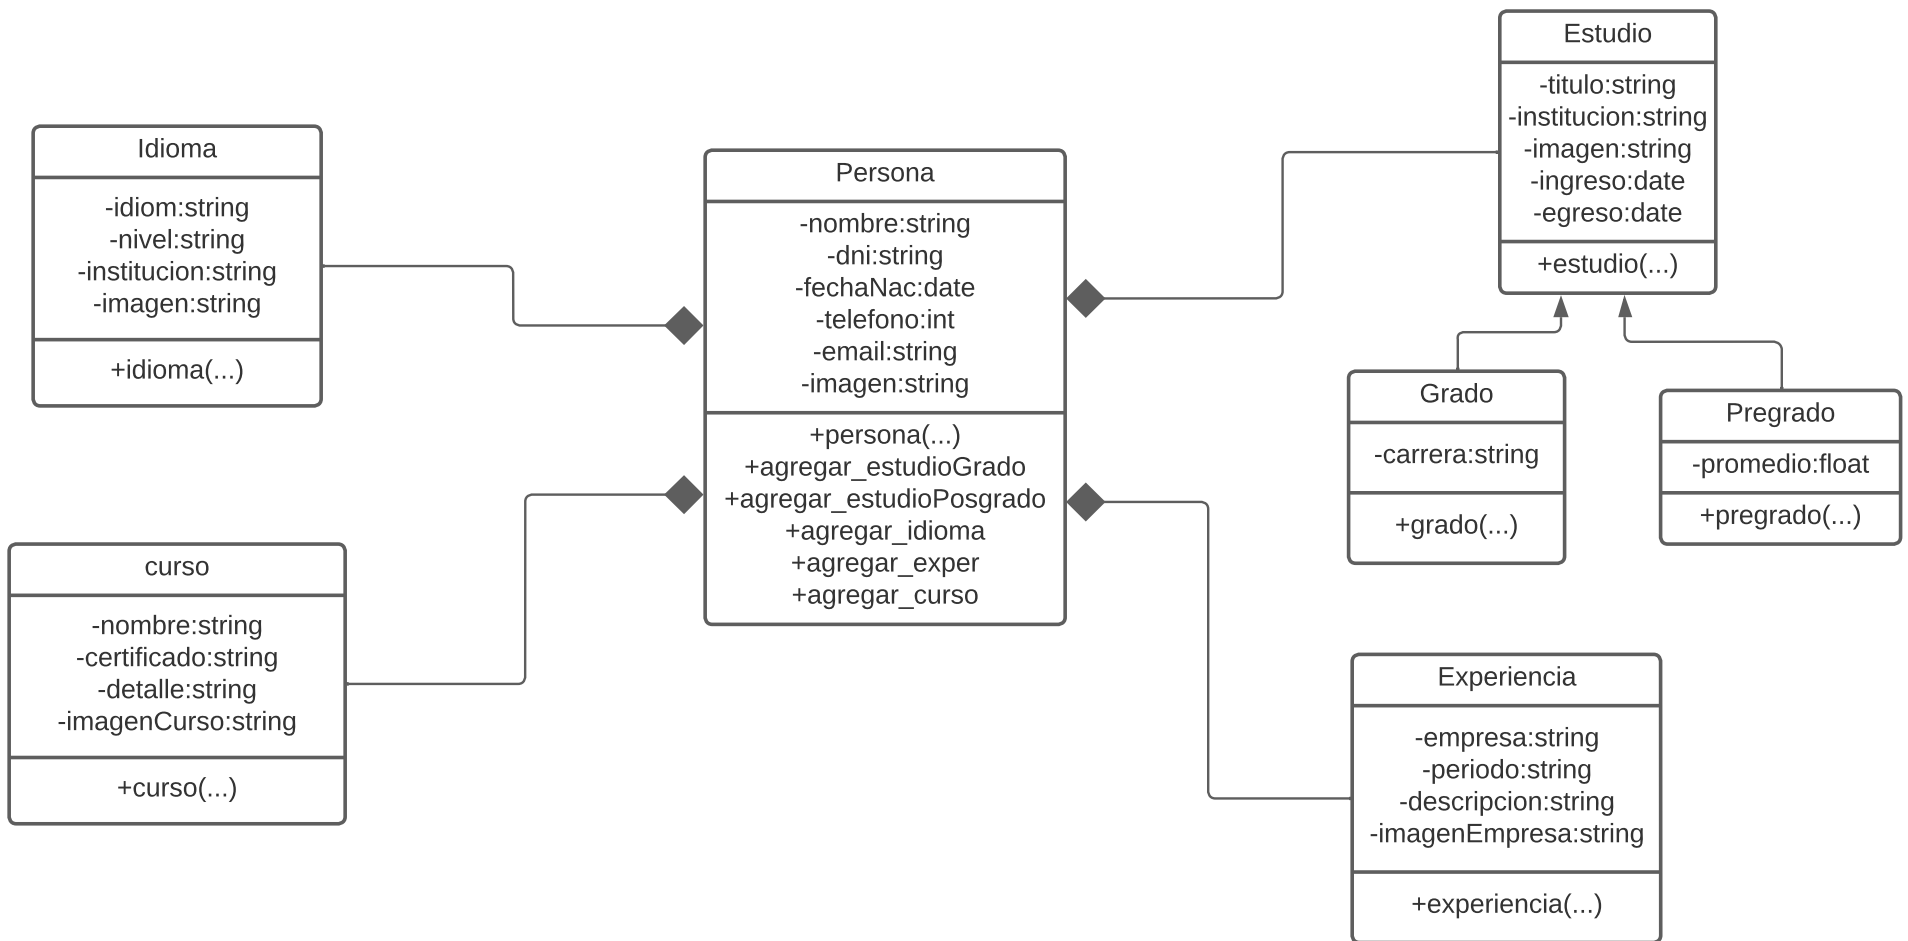 Idioma
-idiom:string
-nivel:string
-institucion:string
-imagen:string
+idioma(...)
curso
-nombre:string
-certificado:string
-detalle:string
-imagenCurso:string
+curso(...)
Persona
-nombre:string
-dni:string
-fechaNac:date
-telefono:int
-email:string
-imagen:string
+persona(...)
+agregar_estudioGrado
+agregar_estudioPosgrado
+agregar_idioma
+agregar_exper
+agregar_curso
Estudio
-titulo:string
-institucion:string
-imagen:string
-ingreso:date
-egreso:date
+estudio(...)
Grado
-carrera:string
+grado(...)
Pregrado
-promedio:float
+pregrado(...)
Experiencia
-empresa:string
-periodo:string
-descripcion:string
-imagenEmpresa:string
+experiencia(...)